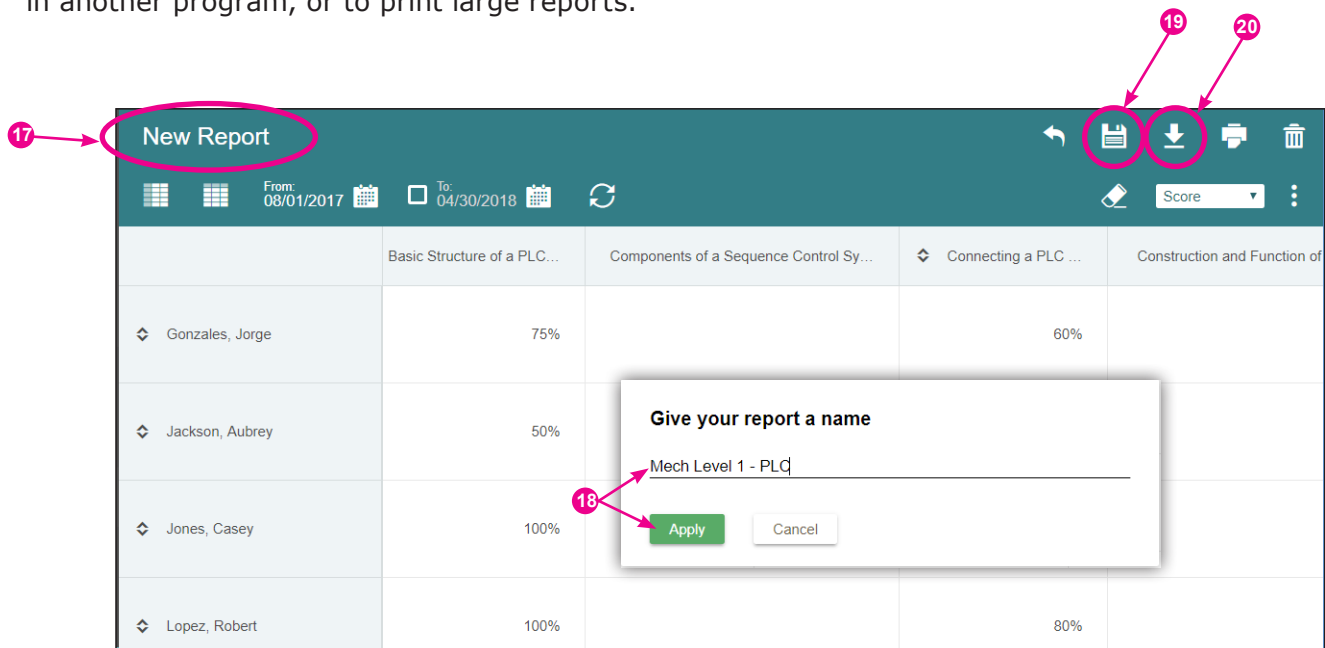 in another program, or to print large reports.
19
20
17
New Report
From:
08/01/2017
To:
04/30/2018
Score
Basic Structure of a PLC...
Components of a Sequence Control Sy...
Connecting a PLC ...
Construction and Function of
Gonzales, Jorge
75%
60%
Jackson, Aubrey
50%
Give your report a name
Mech Level 1 - PLC
18
Jones, Casey
100%
Apply
Cancel
Lopez, Robert
100%
80%